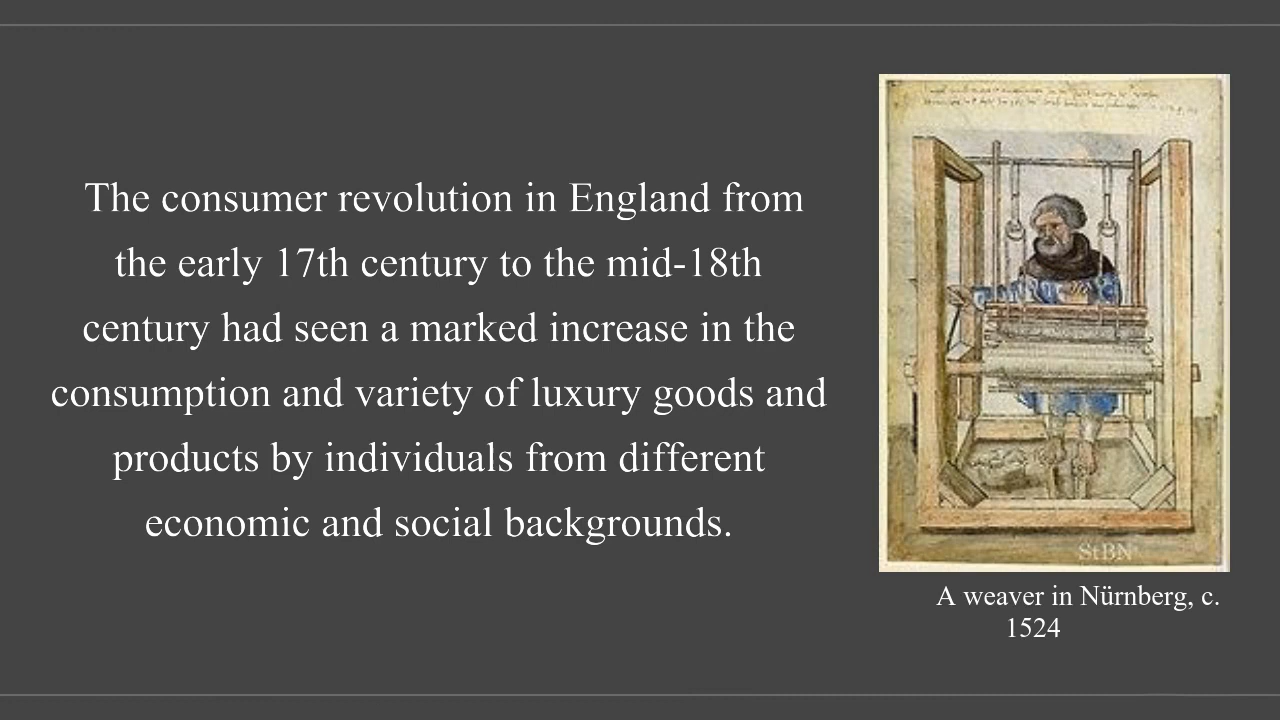 The consumer revolution in England from
the early 17th century to the mid-18th
century had seen a marked increase in the
consumption and variety of luxury goods and
products by individuals from different
economic and social backgrounds.
StBN
A weaver in Nürnberg, c.
1524